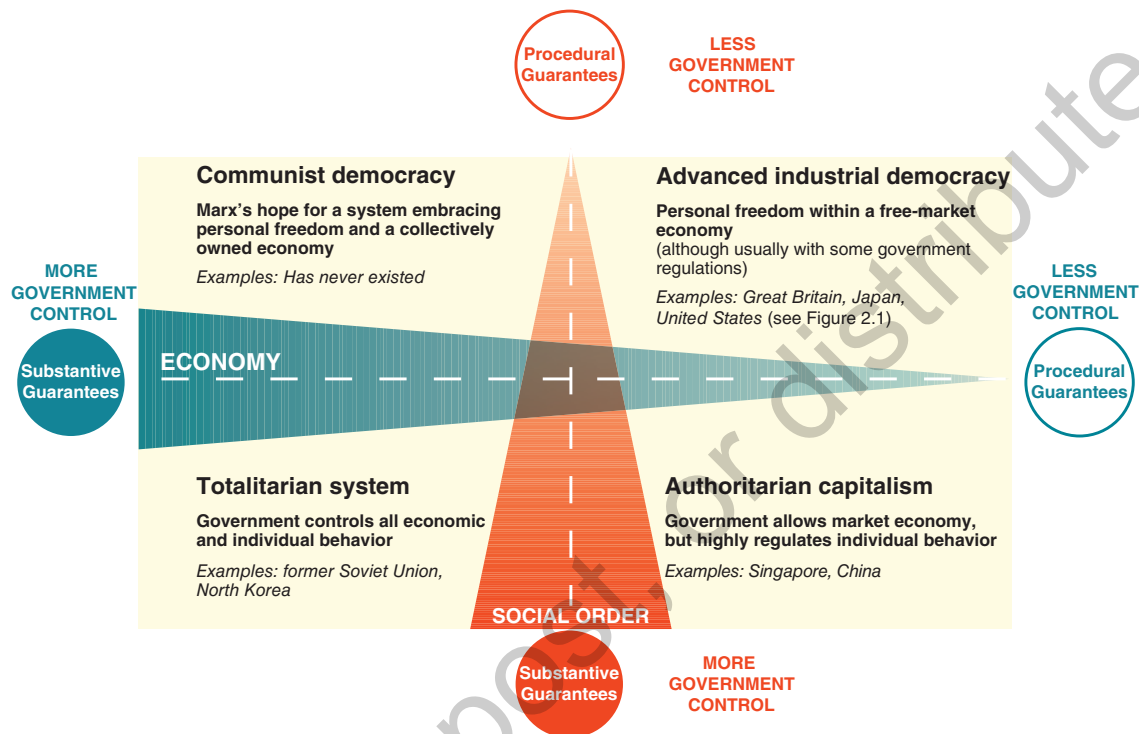 Procedural
Guarantees
LESS
GOVERNMENT
CONTROL
Communist democracy
Marx's hope for a system embracing
personal freedom and a collectively
owned economy
Examples: Has never existed
Advanced industrial democracy
Personal freedom within a free-market
economy
(although usually with some government
regulations)
Examples: Great Britain, Japan,
United States (see Figure 2.1)
MORE
GOVERNMENT
CONTROL
Substantive
Guarantees
ECONOMY
LESS
GOVERNMENT
CONTROL
Procedural
Guarantees
Totalitarian system
Government controls all economic
and individual behavior
Examples: former Soviet Union,
North Korea
Authoritarian capitalism
Government allows market economy,
but highly regulates individual behavior
Examples: Singapore, China
SOCIAL ORDER
Substantive
Guarantees
MORE
GOVERNMENT
CONTROL
post, or distribute